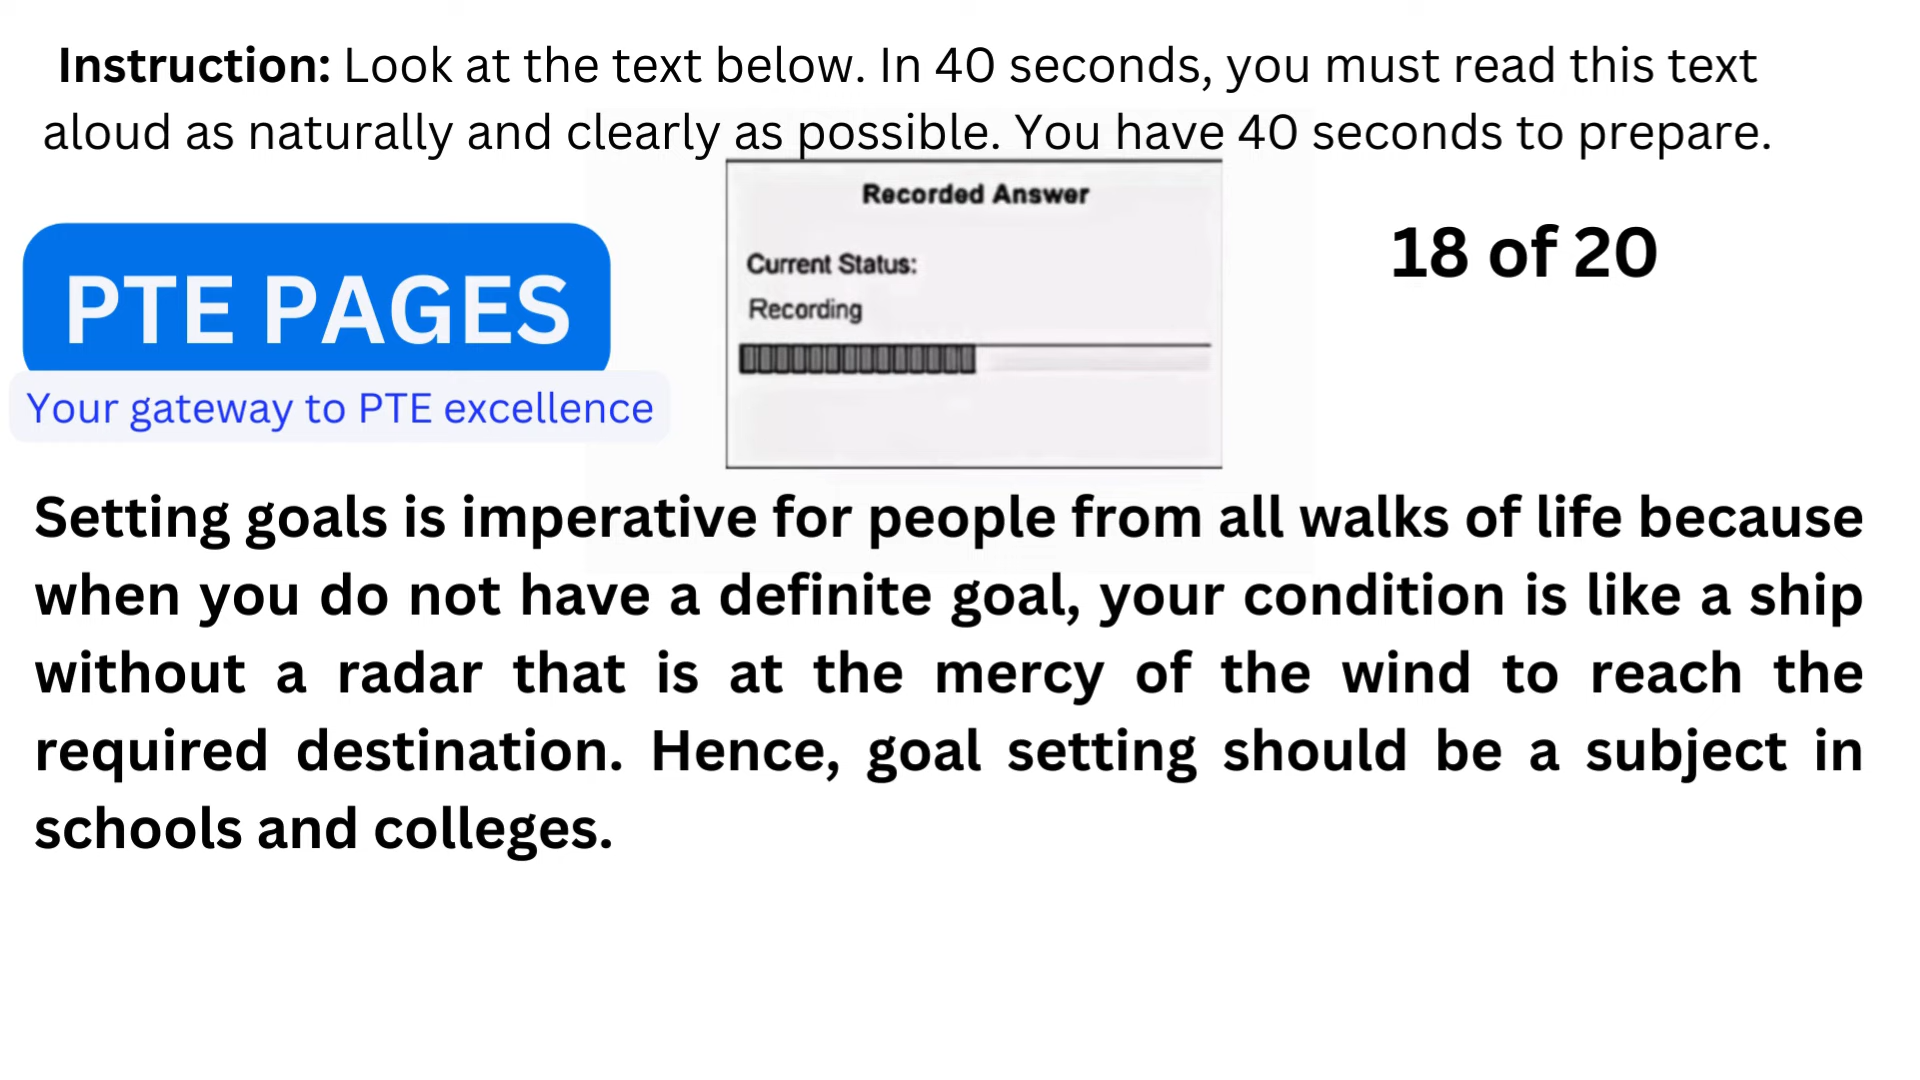 Instruction: Look at the text below. In 40 seconds, you must read this text
aloud as naturally and clearly as possible. You have 40 seconds to prepare.
Recorded Answer
Current Status:
Recording
18 of 20
PTE PAGES
Your gateway to PTE excellence
Setting goals is imperative for people from all walks of life because
when you do not have a definite goal, your condition is like a ship
without a radar that is at the mercy of the wind to reach the
required destination. Hence, goal setting should be a subject in
schools and colleges.